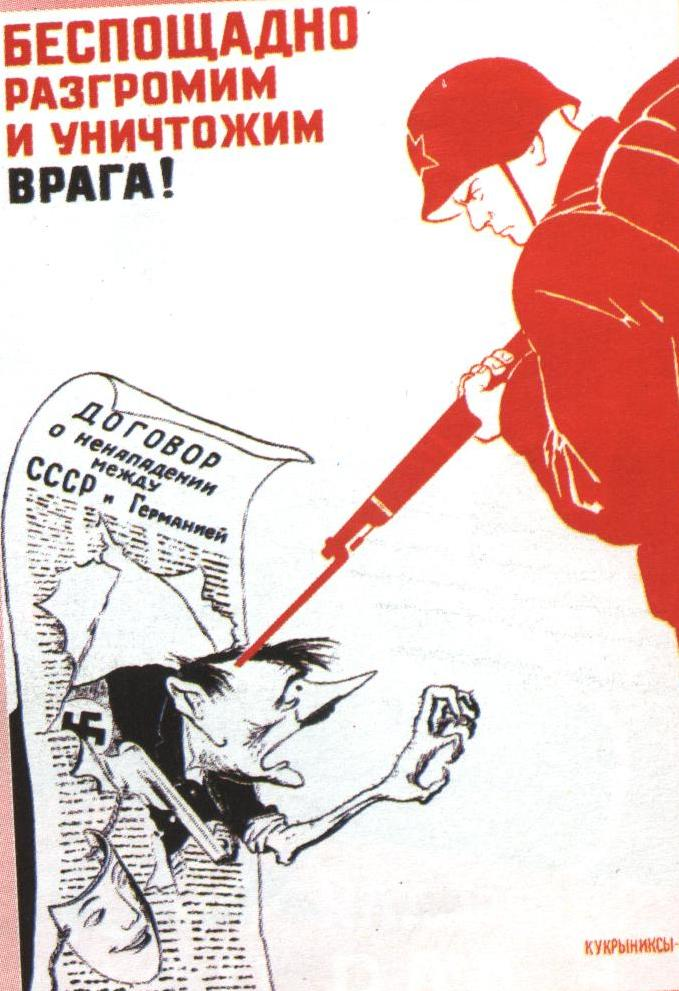 БЕСПОЩАДНО
РАЗГРОМИМ
И УНИЧТОЖИМ
ВРАГА!
ДОГОВОР
о ненападении
между
СССР и Германией
КУКРЫНИКСЫ-